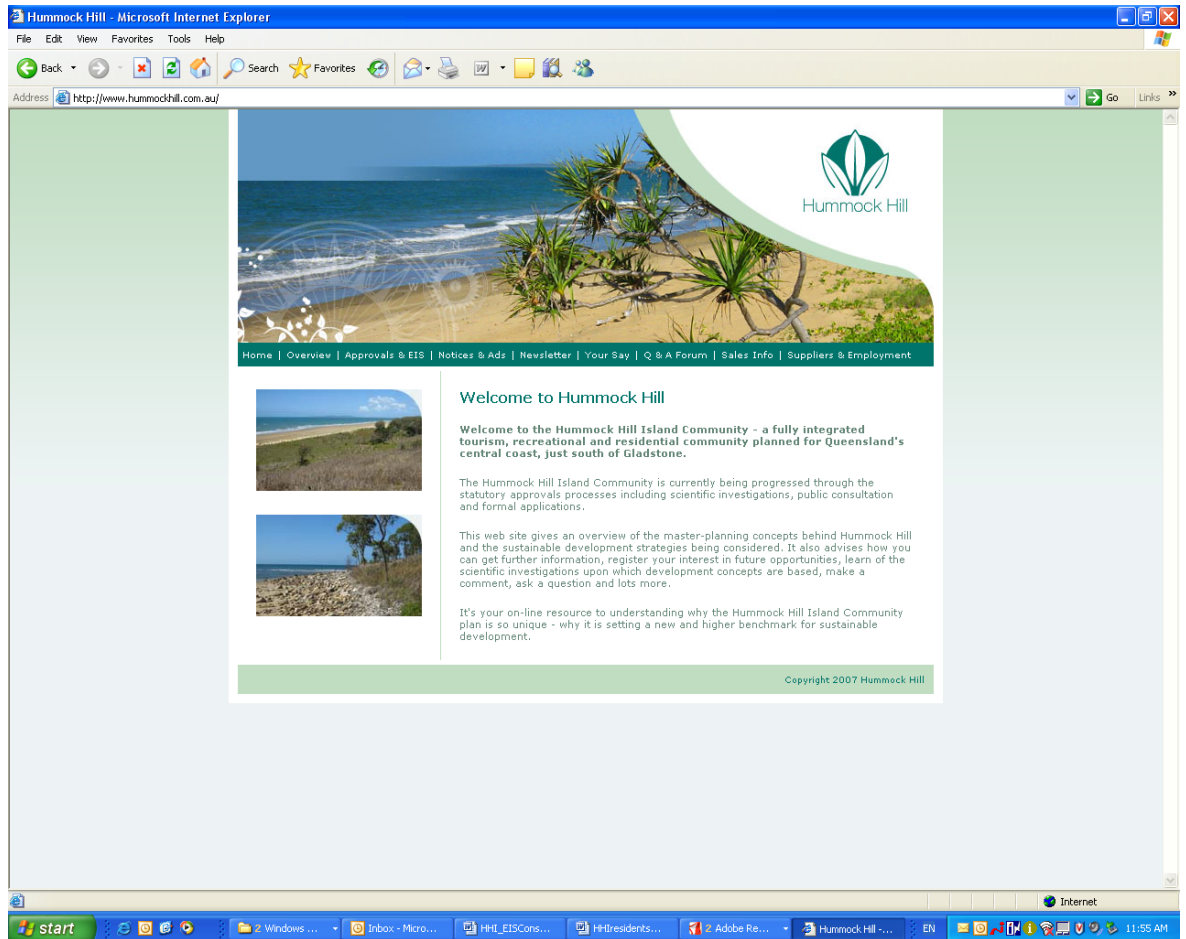 Hummock Hill - Microsoft Internet Explorer
File Edit View Favorites Tools Help
Back Search Favorites
Address http://www.hummockhill.com.au/ Go Links »
Hummock Hill
Home | Overview | Approvals & EIS | Notices & Ads | Newsletter | Your Say | Q & A Forum | Sales Info | Suppliers & Employment
Welcome to Hummock Hill
Welcome to the Hummock Hill Island Community - a fully integrated
tourism, recreational and residential community planned for Queensland's
central coast, just south of Gladstone.
The Hummock Hill Island Community is currently being progressed through the
statutory approvals processes including scientific investigations, public consultation
and formal applications.
This web site gives an overview of the master-planning concepts behind Hummock Hill
and the sustainable development strategies being considered. It also advises how you
can get further information, register your interest in future opportunities, learn of the
scientific investigations upon which development concepts are based, make a
comment, ask a question and lots more.
It's your on-line resource to understanding why the Hummock Hill Island Community
plan is so unique - why it is setting a new and higher benchmark for sustainable
development.
Copyright 2007 Hummock Hill
Internet
start 2 Windows ... Inbox - Micro... HHI_EISCons... HHIresidents... 2 Adobe Re... Hummock Hill -... EN 11:55 AM